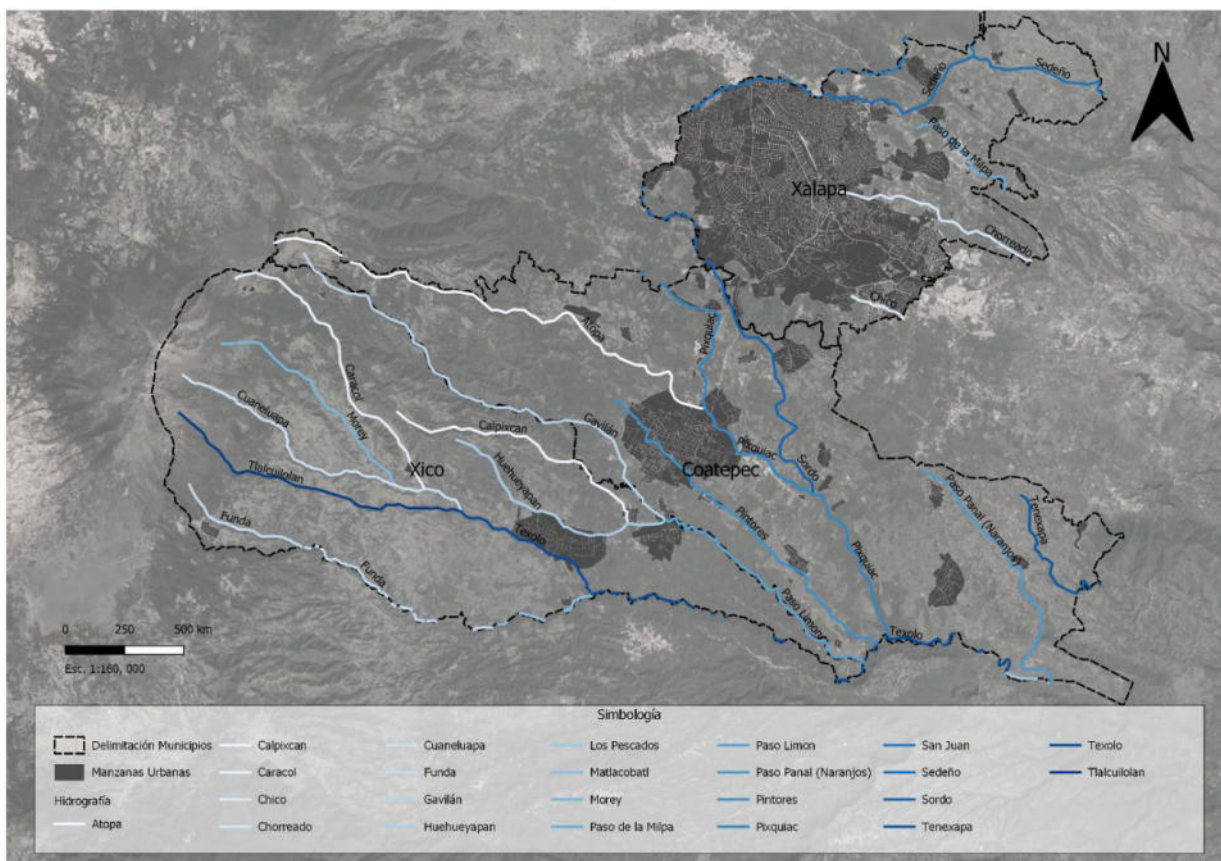 N
Sedeño
Sedeño
Paso de la Milpa
Xalapa
Chorreado
Chico
Atopa
Pixquiac
Caracol
Cuaneluapa
Morey
Calpixcan
Gavilán
Huehueyapan
Xico
Coatepec
Pixquiac
Sordo
Tlalcuilolan
Funda
Texolo
Pintores
Paso Panal (Naranjos)
Tenexapa
Funda
Pixquiac
Paso Limon
Texolo
0 250 500 km
Esc. 1:160, 000
Simbología
Delimitación Municipios
Manzanas Urbanas
Hidrografía
Atopa
Calpixcan
Caracol
Chico
Chorreado
Cuaneluapa
Funda
Gavilán
Huehueyapan
Los Pescados
Matlacobatl
Morey
Paso de la Milpa
Paso Limon
Paso Panal (Naranjos)
Pintores
Pixquiac
San Juan
Sedeño
Sordo
Tenexapa
Texolo
Tlalcuilolan